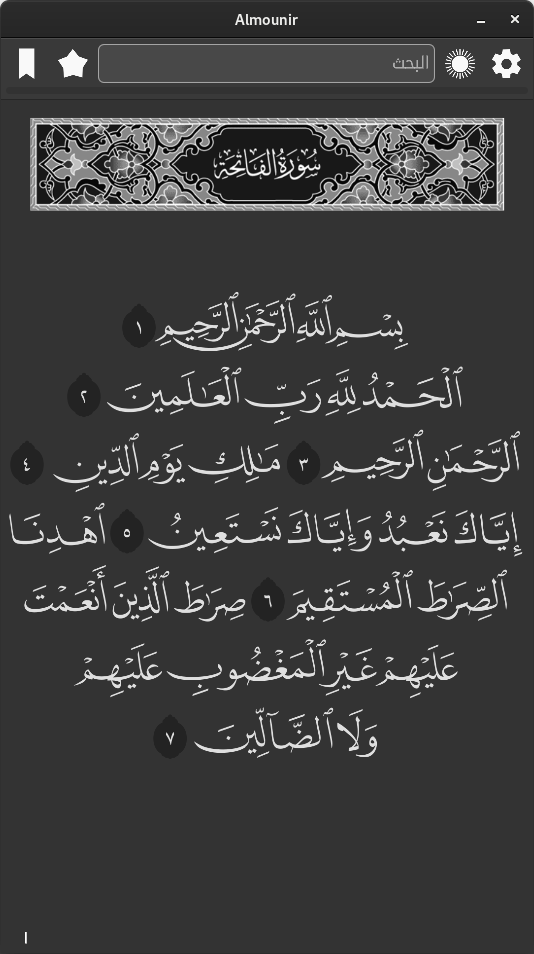 Almounir
البحث
سُورَةُ الفَاتِحَة
بِسْمِ ٱللَّهِ ٱلرَّحْمَٰنِ ٱلرَّحِيمِ ١
ٱلْحَمْدُ لِلَّهِ رَبِّ ٱلْعَٰلَمِينَ ٢
ٱلرَّحْمَٰنِ ٱلرَّحِيمِ ٣ مَٰلِكِ يَوْمِ ٱلدِّينِ ٤
إِيَّاكَ نَعْبُدُ وَإِيَّاكَ نَسْتَعِينُ ٥ ٱهْدِنَا
ٱلصِّرَٰطَ ٱلْمُسْتَقِيمَ ٦ صِرَٰطَ ٱلَّذِينَ أَنْعَمْتَ
عَلَيْهِمْ غَيْرِ ٱلْمَغْضُوبِ عَلَيْهِمْ
وَلَا ٱلضَّآلِّينَ ٧
١